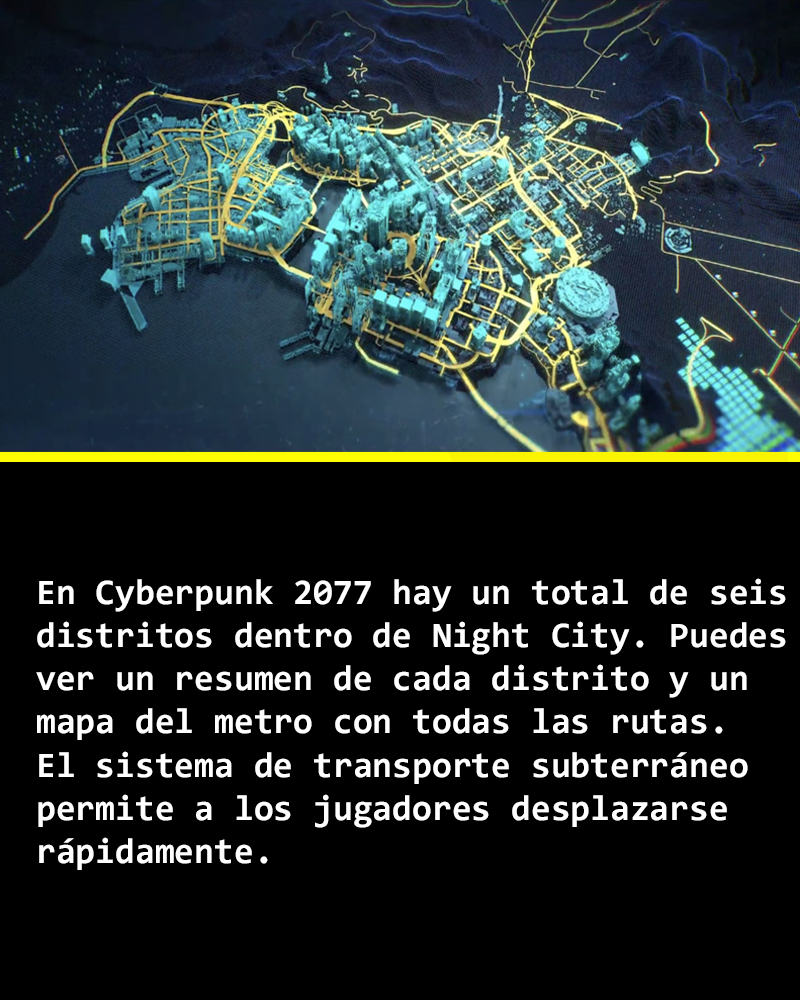 En Cyberpunk 2077 hay un total de seis
distritos dentro de Night City. Puedes
ver un resumen de cada distrito y un
mapa del metro con todas las rutas.
El sistema de transporte subterráneo
permite a los jugadores desplazarse
rápidamente.